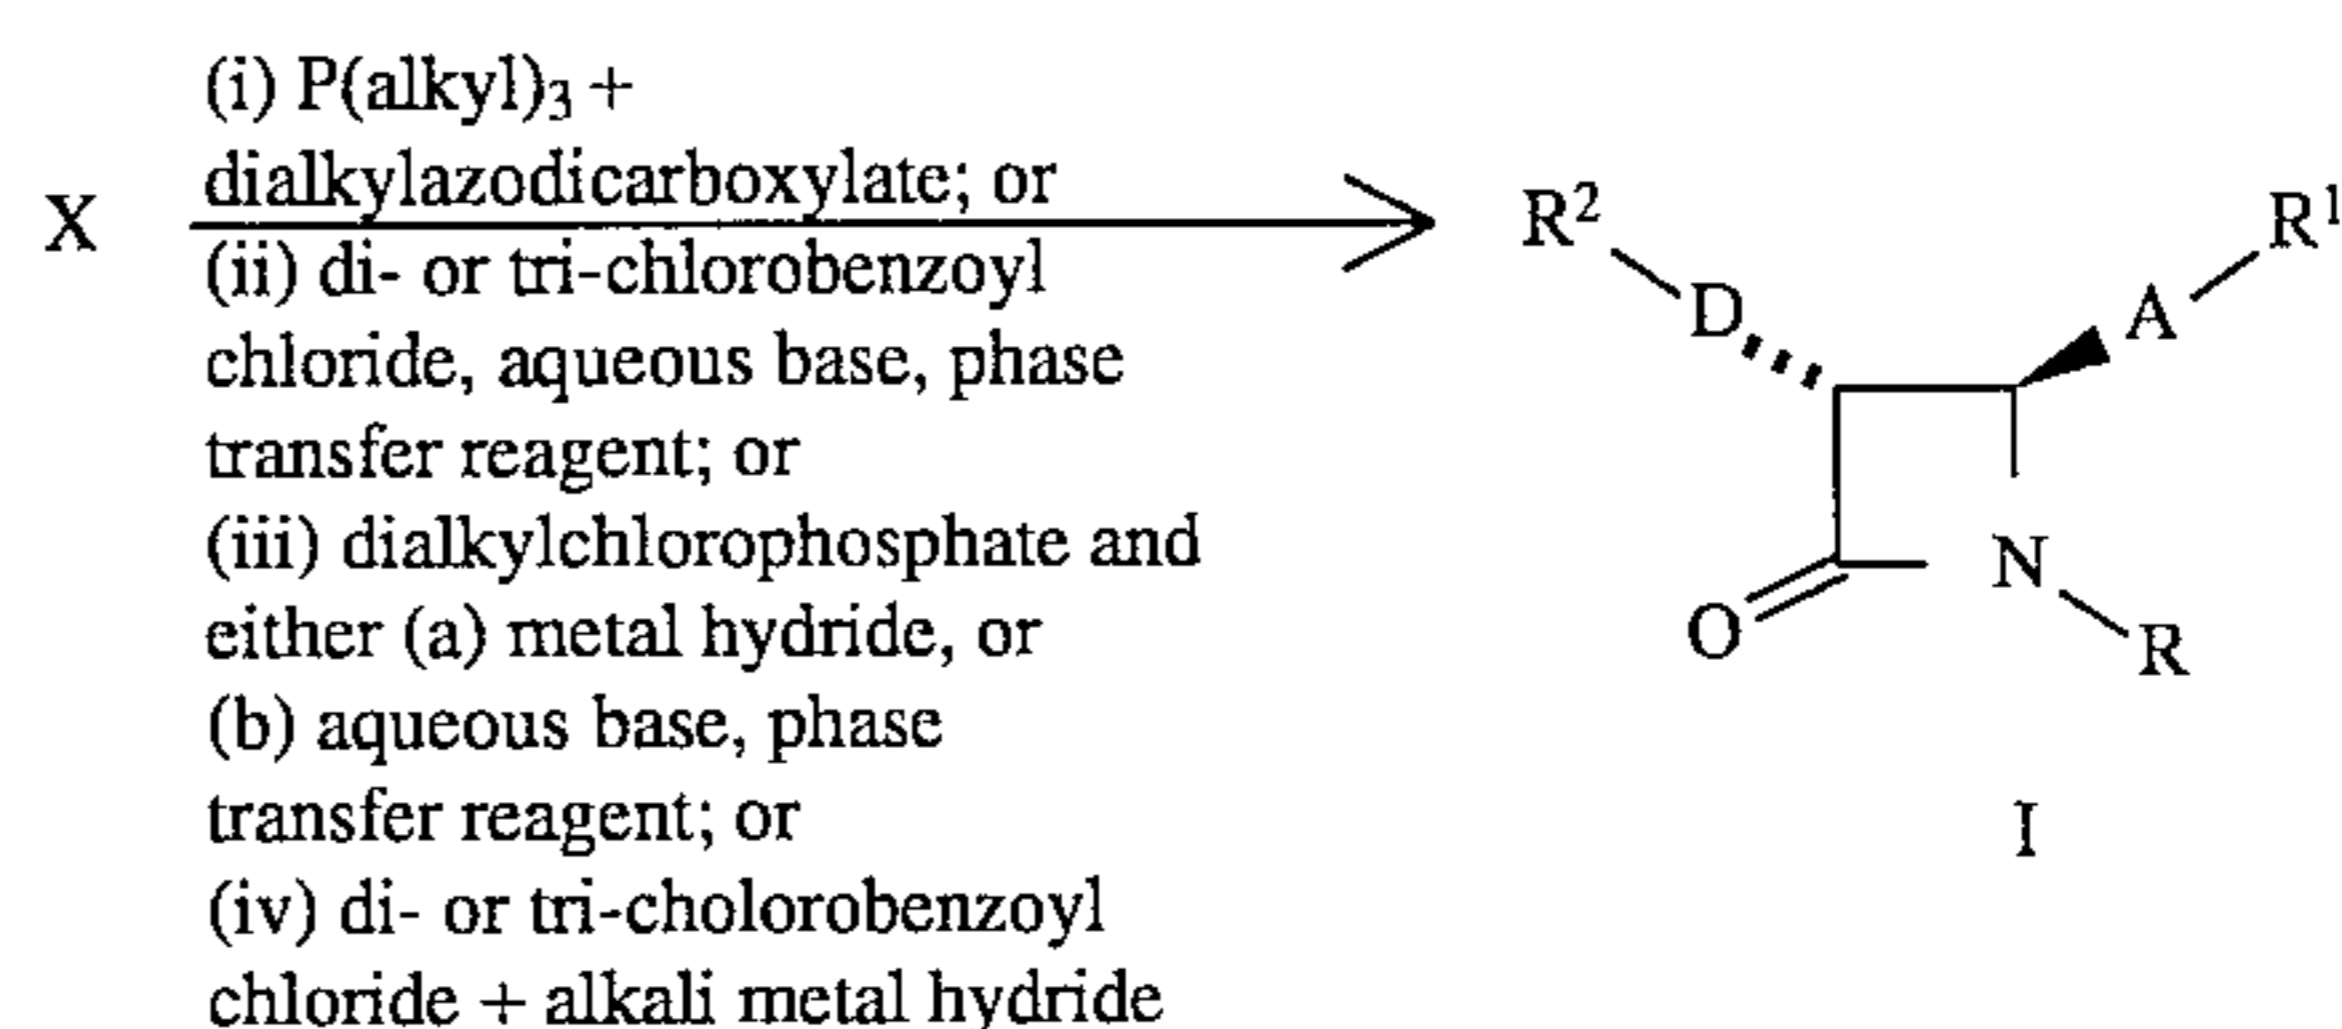 (i) P(alkyl)3 +
dialkylazodicarboxylate; or
X
(ii) di- or tri-chlorobenzoyl
chloride, aqueous base, phase
transfer reagent; or
(iii) dialkylchlorophosphate and
either (a) metal hydride, or
(b) aqueous base, phase
transfer reagent; or
(iv) di- or tri-cholorobenzoyl
chloride + alkali metal hydride
R2 R1
D A
N
O R
I